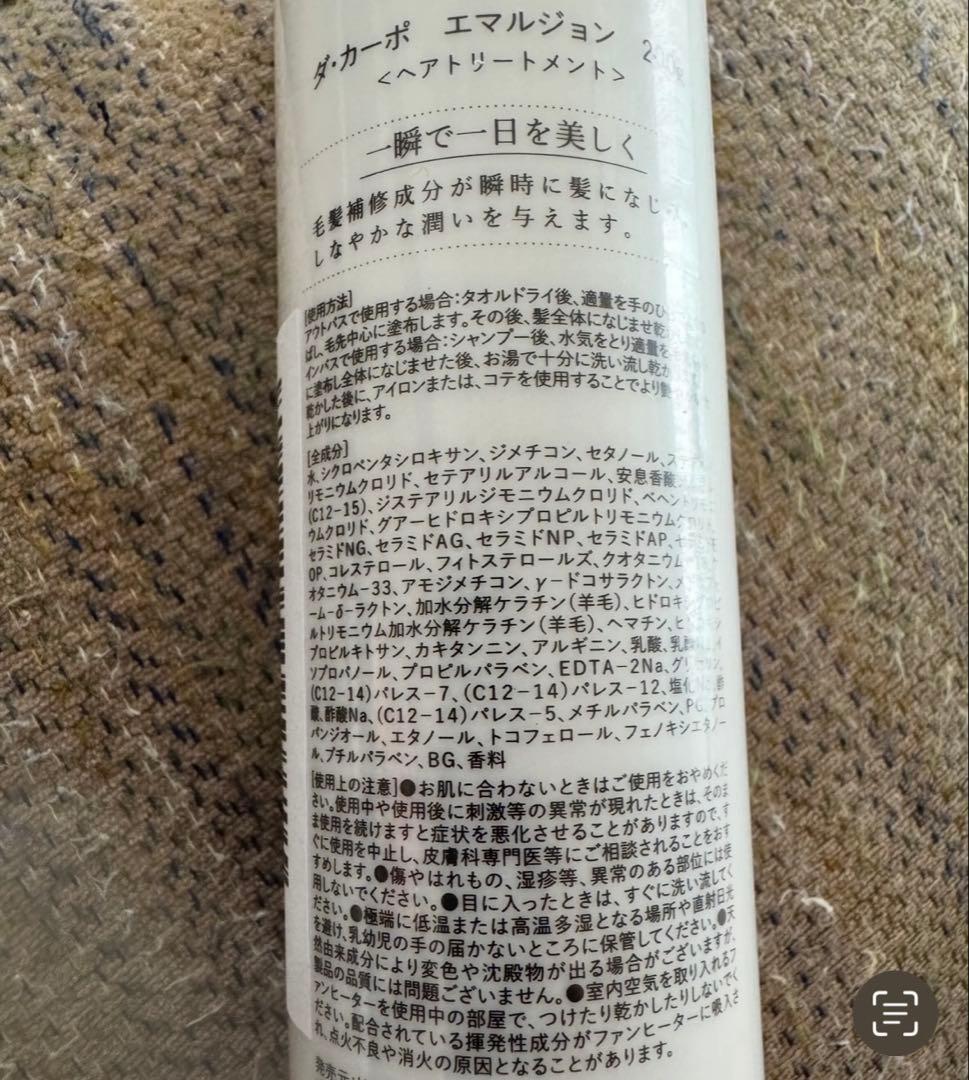 ダ・カーポ エマルジョン 200g
<ヘアトリートメント>
一瞬で一日を美しく
毛髪補修成分が瞬時に髪になじ
しなやかな潤いを与えます。
[使用方法]
アウトバスで使用する場合:タオルドライ後、適量を手のひ
ばし、毛先中心に塗布します。その後、髪全体になじませ乾
インバスで使用する場合:シャンプー後、水気をとり適量を
に塗布し全体になじませた後、お湯で十分に洗い流し乾か
乾かした後に、アイロンまたは、コテを使用することでより艶
上がりになります。
[全成分]
水、シクロペンタシロキサン、ジメチコン、セタノール、ステ
リモニウムクロリド、セテアリルアルコール、安息香酸
(C12-15)、ジステアリルジモニウムクロリド、ベヘントリモニ
ウムクロリド、グアーヒドロキシプロピルトリモニウムクロリド、
セラミドNG、セラミドAG、セラミドNP、セラミドAP、
OP、コレステロール、フィトステロールズ、クオタニウム
オタニウム-33、アモジメチコン、γ-ドコサラクトン、
ーム-δ-ラクトン、加水分解ケラチン(羊毛)、ヒドロキシプロピ
ルトリモニウム加水分解ケラチン(羊毛)、ヘマチン、ヒドロキシ
プロピルキトサン、カキタンニン、アルギニン、乳酸、乳酸
ソプロパノール、プロピルパラベン、EDTA-2Na、グリセリン、
(C12-14)パレス-7、(C12-14)パレス-12、塩化Na、酢
酸、酢酸Na、(C12-14)パレス-5、メチルパラベン、PG、プロ
パンジオール、エタノール、トコフェロール、フェノキシエタノー
ル、ブチルパラベン、BG、香料
[使用上の注意]●お肌に合わないときはご使用をおやめくだ
さい。使用中や使用後に刺激等の異常が現れたときは、そのま
ま使用を続けますと症状を悪化させることがありますので、す
ぐに使用を中止し、皮膚科専門医等にご相談されることをおす
すめします。●傷やはれもの、湿疹等、異常のある部位には使
用しないでください。●目に入ったときは、すぐに洗い流してく
ださい。●極端に低温または高温多湿となる場所や直射日光
を避け、乳幼児の手の届かないところに保管してください。●天
然由来成分により変色や沈殿物が出る場合がございますが、
製品の品質には問題ございません。●室内空気を取り入れるフ
ァンヒーターを使用中の部屋で、つけたり乾かしたりしないでく
ださい。配合されている揮発性成分がファンヒーターに吸入さ
れ、点火不良や消火の原因となることがあります。
発売元